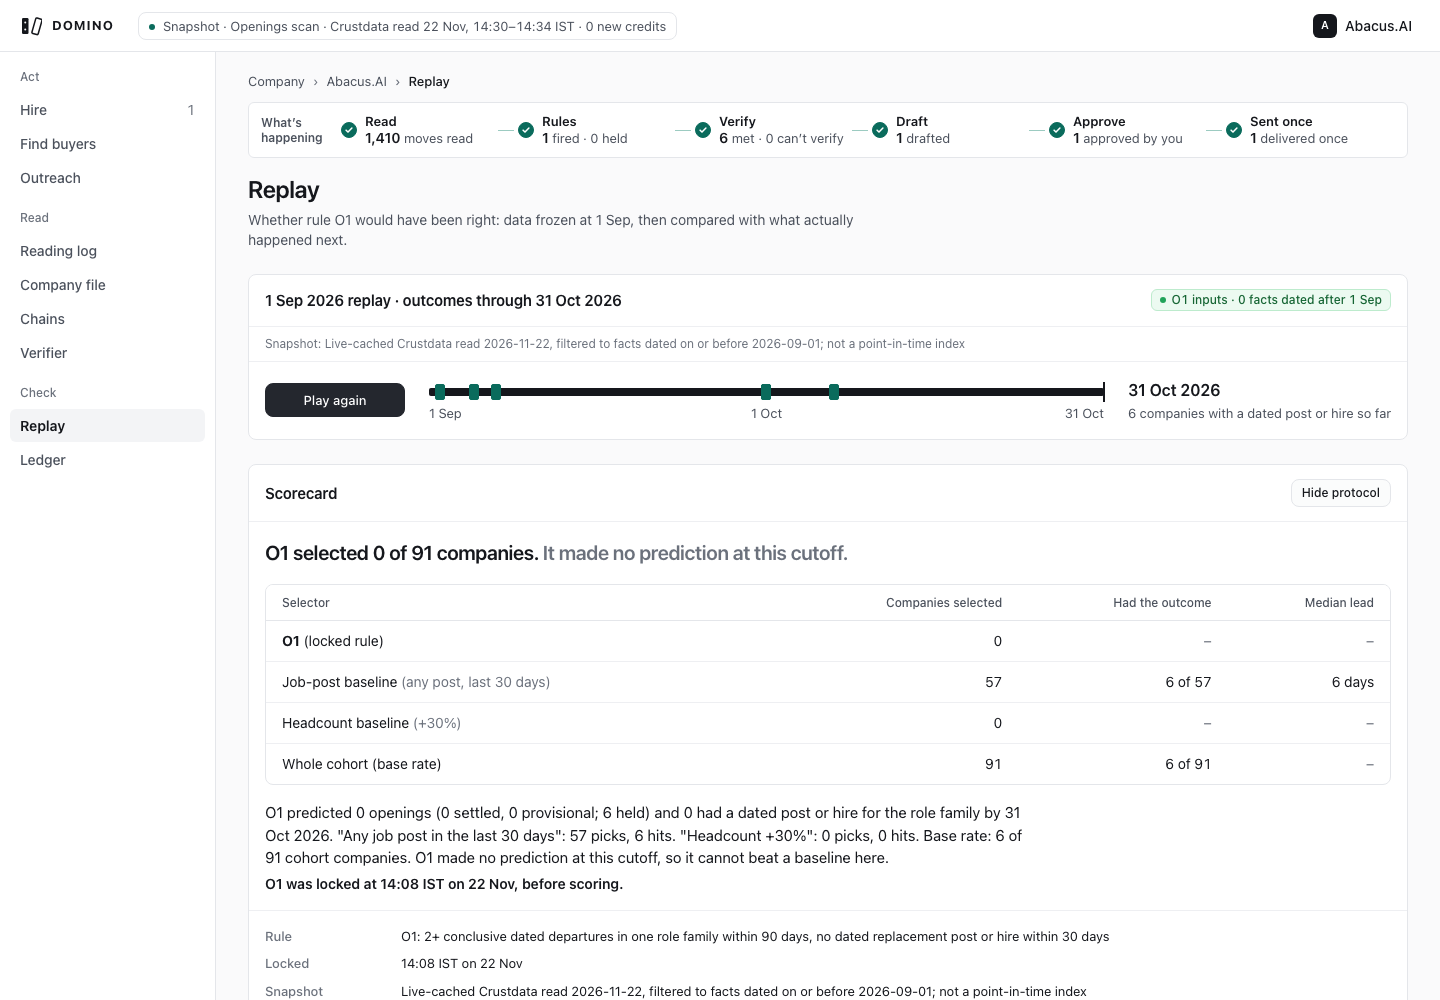 DOMINO
Snapshot · Openings scan · Crustdata read 22 Nov, 14:30–14:34 IST · 0 new credits
A
Abacus.AI
Act
Hire 1
Find buyers
Outreach
Read
Reading log
Company file
Chains
Verifier
Check
Replay
Ledger
Company › Abacus.AI › Replay
What's
happening
Read
1,410 moves read
Rules
1 fired · 0 held
Verify
6 met · 0 can't verify
Draft
1 drafted
Approve
1 approved by you
Sent once
1 delivered once
Replay
Whether rule O1 would have been right: data frozen at 1 Sep, then compared with what actually
happened next.
1 Sep 2026 replay · outcomes through 31 Oct 2026
O1 inputs · 0 facts dated after 1 Sep
Snapshot: Live-cached Crustdata read 2026-11-22, filtered to facts dated on or before 2026-09-01; not a point-in-time index
Play again
1 Sep
1 Oct
31 Oct
31 Oct 2026
6 companies with a dated post or hire so far
Scorecard
Hide protocol
O1 selected 0 of 91 companies. It made no prediction at this cutoff.
Selector Companies selected Had the outcome Median lead
O1 (locked rule) 0 – –
Job-post baseline (any post, last 30 days) 57 6 of 57 6 days
Headcount baseline (+30%) 0 – –
Whole cohort (base rate) 91 6 of 91 –
O1 predicted 0 openings (0 settled, 0 provisional; 6 held) and 0 had a dated post or hire for the role family by 31
Oct 2026. "Any job post in the last 30 days": 57 picks, 6 hits. "Headcount +30%": 0 picks, 0 hits. Base rate: 6 of
91 cohort companies. O1 made no prediction at this cutoff, so it cannot beat a baseline here.
O1 was locked at 14:08 IST on 22 Nov, before scoring.
Rule O1: 2+ conclusive dated departures in one role family within 90 days, no dated replacement post or hire within 30 days
Locked 14:08 IST on 22 Nov
Snapshot Live-cached Crustdata read 2026-11-22, filtered to facts dated on or before 2026-09-01; not a point-in-time index